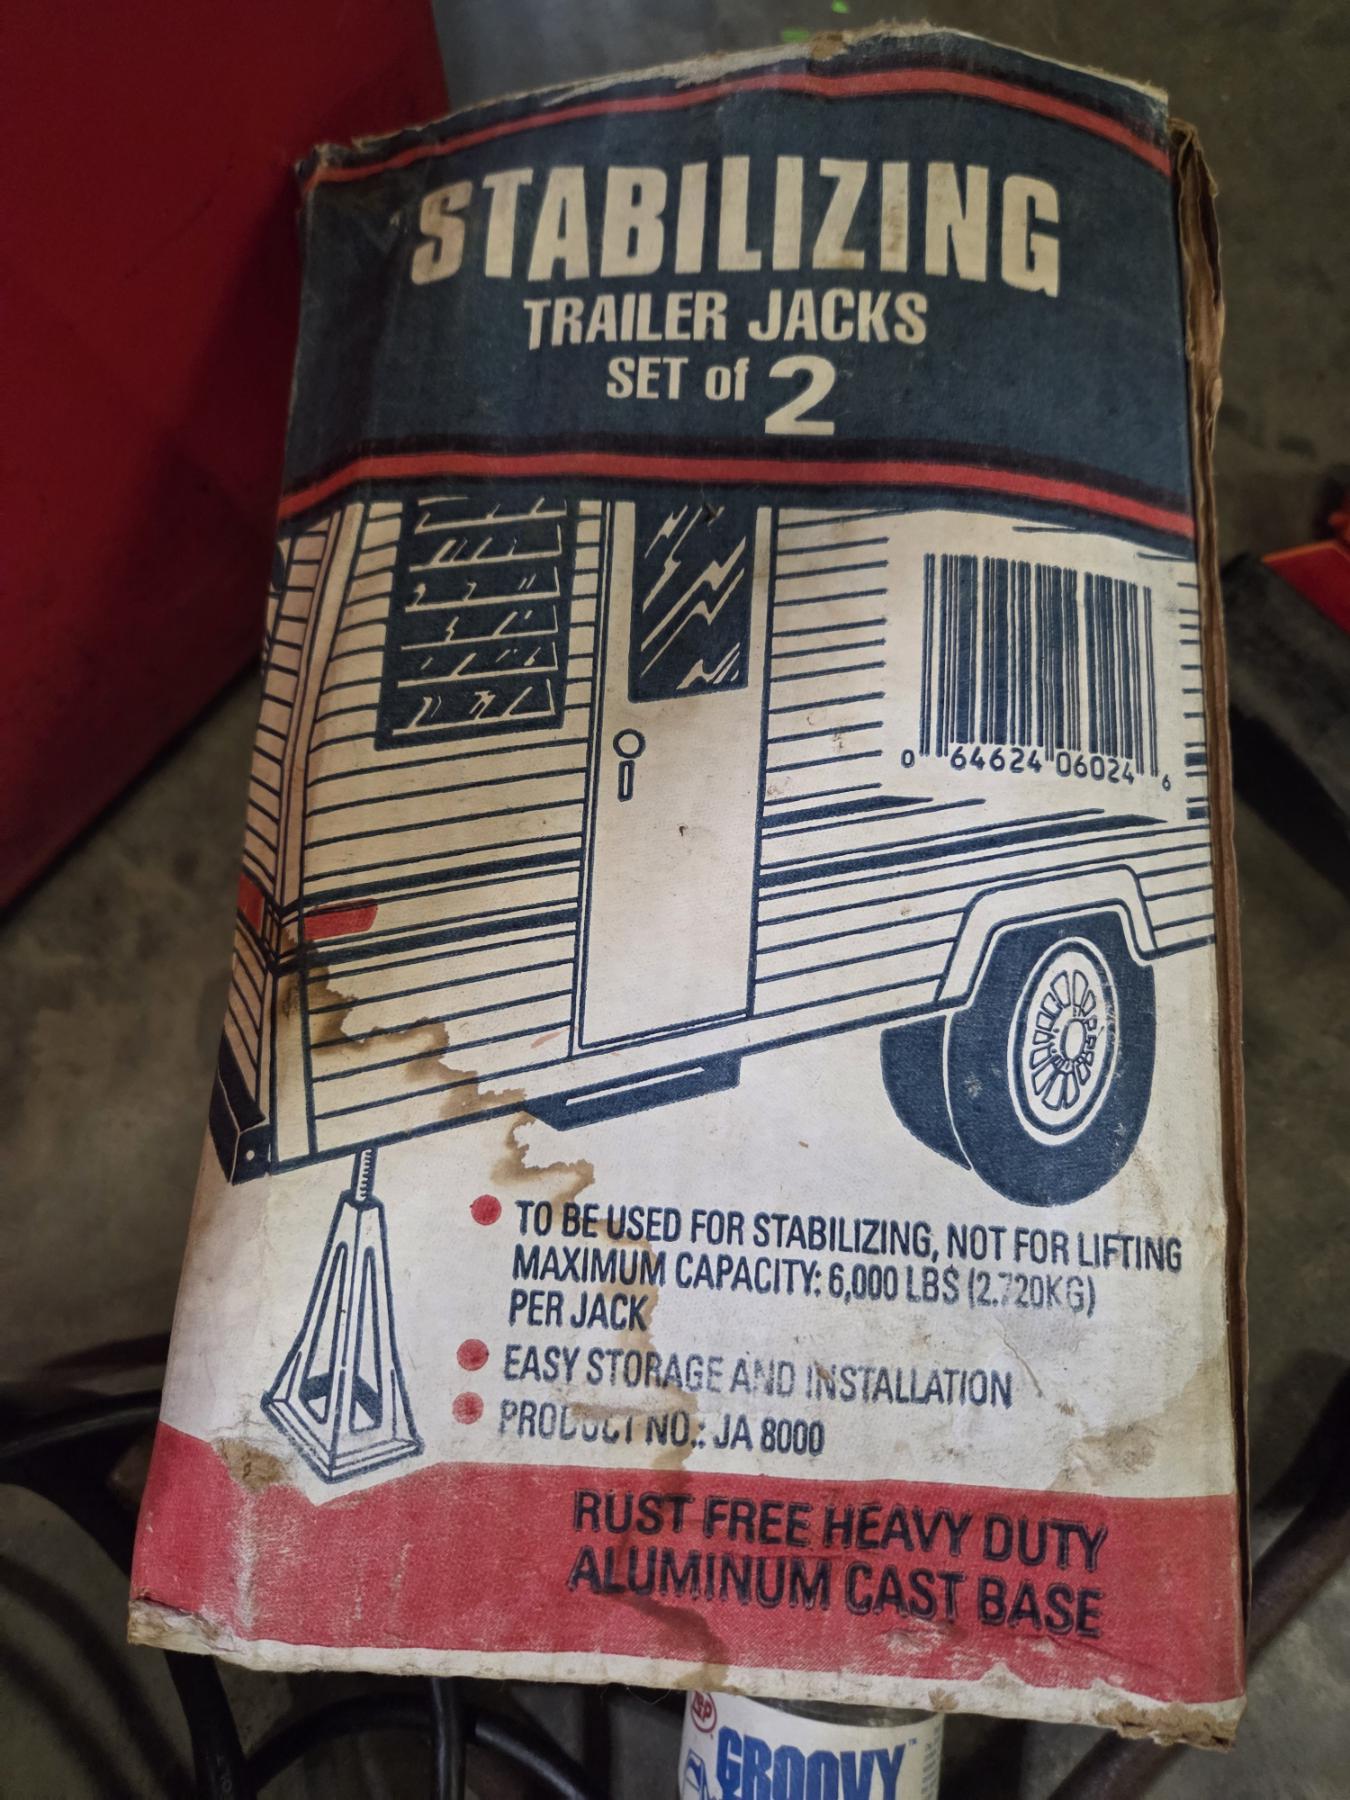 STABILIZING
TRAILER JACKS
SET of 2
0 64624 06024 6
TO BE USED FOR STABILIZING, NOT FOR LIFTING
MAXIMUM CAPACITY: 6,000 LBS (2.720KG)
PER JACK
EASY STORAGE AND INSTALLATION
PRODUCT NO.: JA 8000
RUST FREE HEAVY DUTY
ALUMINUM CAST BASE
GROOVY™